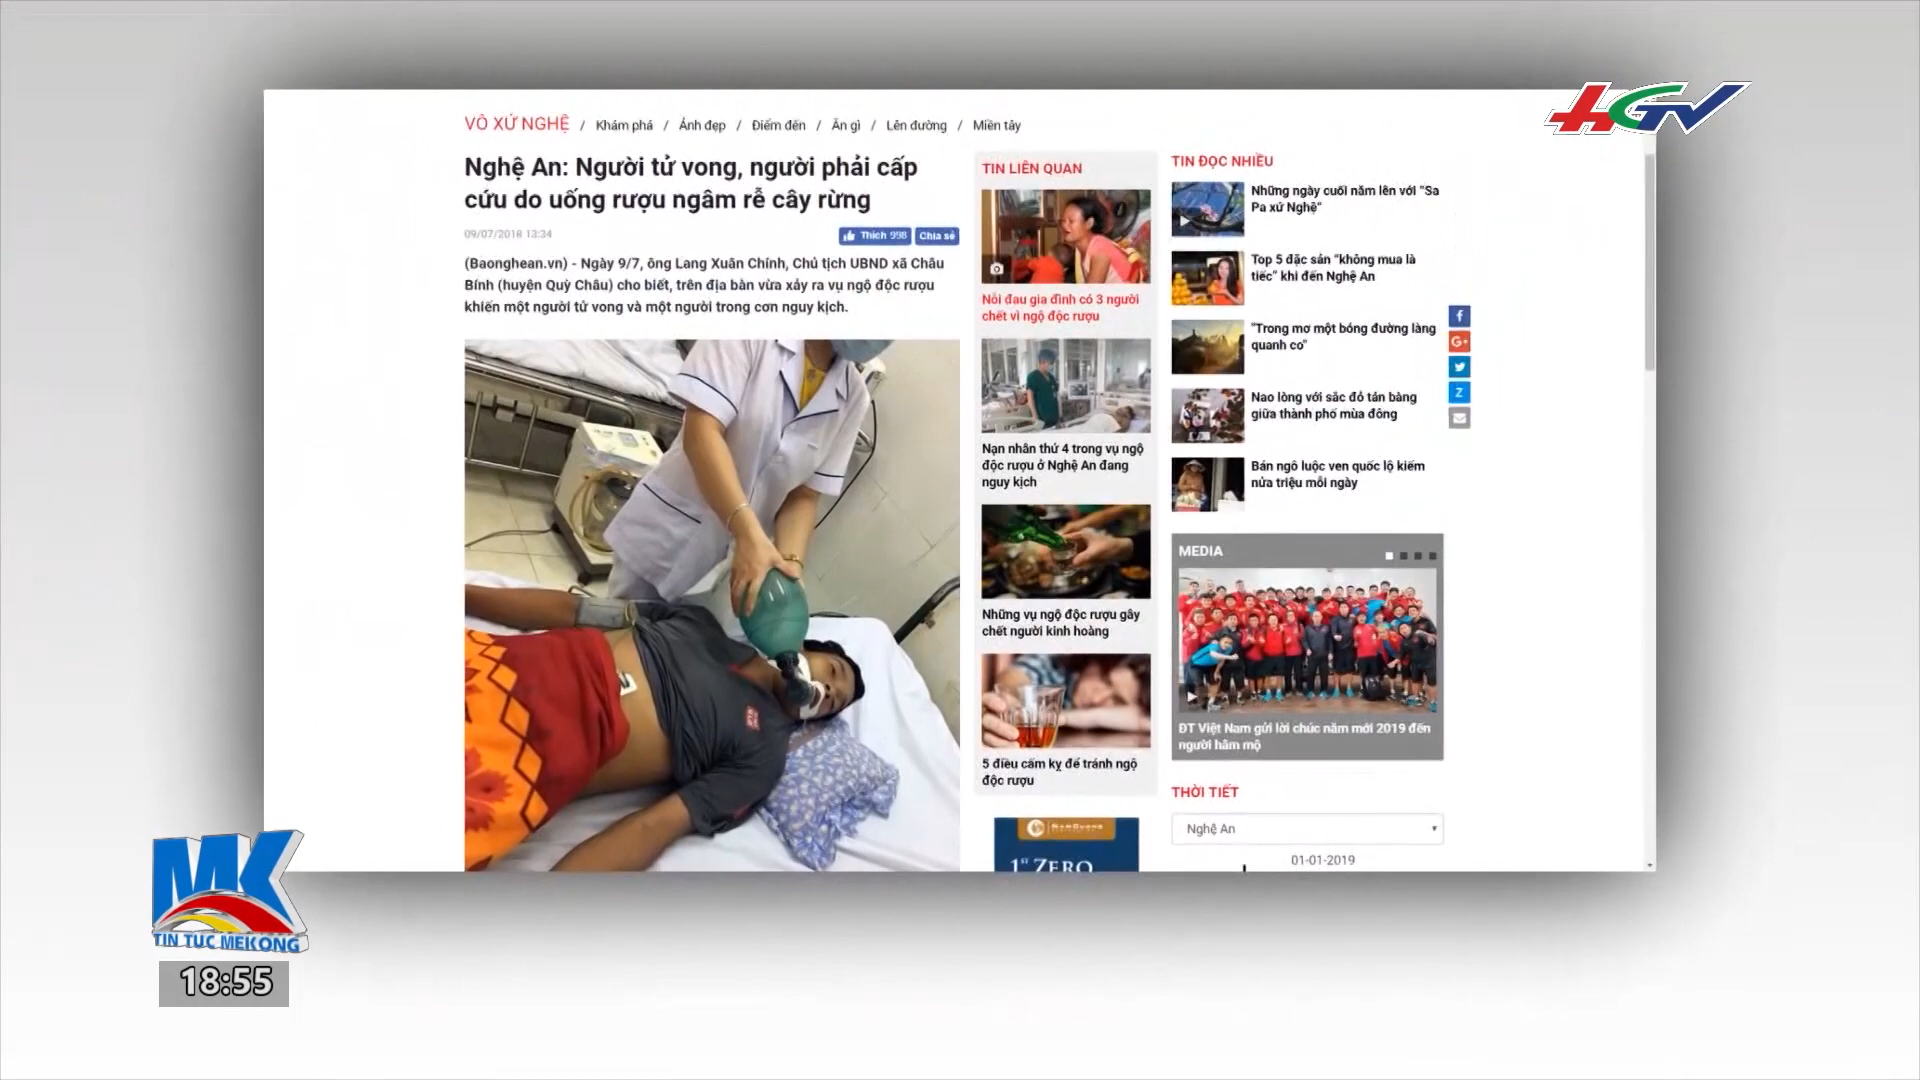 HGV
VỀ XỨ NGHỆ / Khám phá / Ảnh đẹp / Điểm đến / Ăn gì / Lên đường / Miền tây
Nghệ An: Người tử vong, người phải cấp
cứu do uống rượu ngâm rễ cây rừng
09/07/2018 13:34
Thích 998
Chia sẻ
(Baonghean.vn) - Ngày 9/7, ông Lang Xuân Chính, Chủ tịch UBND xã Châu
Bính (huyện Quỳ Châu) cho biết, trên địa bàn vừa xảy ra vụ ngộ độc rượu
khiến một người tử vong và một người trong cơn nguy kịch.
TIN LIÊN QUAN
Nỗi đau gia đình có 3 người
chết vì ngộ độc rượu
Nạn nhân thứ 4 trong vụ ngộ
độc rượu ở Nghệ An đang
nguy kịch
Những vụ ngộ độc rượu gây
chết người kinh hoàng
5 điều cấm kỵ để tránh ngộ
độc rượu
1st ZERO
TIN ĐỌC NHIỀU
Những ngày cuối năm lên với "Sa
Pa xứ Nghệ"
Top 5 đặc sản "không mua là
tiếc" khi đến Nghệ An
"Trong mơ một bóng đường làng
quanh co"
Nao lòng với sắc đỏ tán bàng
giữa thành phố mùa đông
Bán ngô luộc ven quốc lộ kiếm
nửa triệu mỗi ngày
MEDIA
ĐT Việt Nam gửi lời chúc năm mới 2019 đến
người hâm mộ
THỜI TIẾT
Nghệ An
01-01-2019
MK
TIN TUC MEKONG
18:55